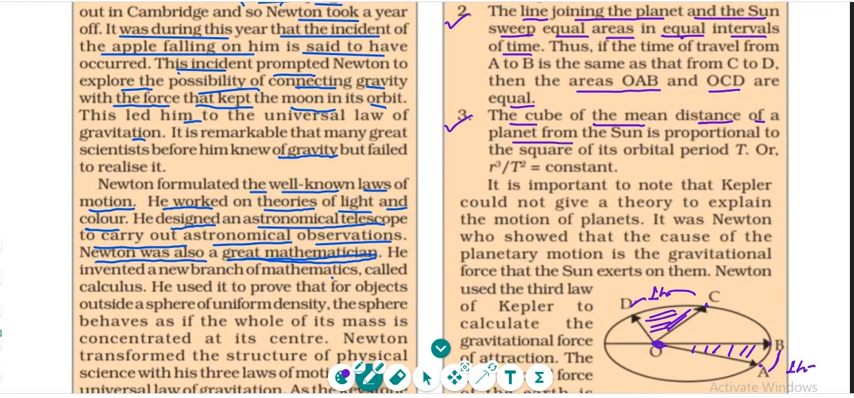 out in Cambridge and so Newton took a year
off. It was during this year that the incident of
the apple falling on him is said to have
occurred. This incident prompted Newton to
explore the possibility of connecting gravity
with the force that kept the moon in its orbit.
This led him to the universal law of
gravitation. It is remarkable that many great
scientists before him knew of gravity but failed
to realise it.
Newton formulated the well-known laws of
motion. He worked on theories of light and
colour. He designed an astronomical telescope
to carry out astronomical observations.
Newton was also a great mathematician. He
invented a new branch of mathematics, called
calculus. He used it to prove that for objects
outside a sphere of uniform density, the sphere
behaves as if the whole of its mass is
concentrated at its centre. Newton
transformed the structure of physical
science with his three laws of moti
universal law of gravitation. As the keystone
2. The line joining the planet and the Sun
sweep equal areas in equal intervals
of time. Thus, if the time of travel from
A to B is the same as that from C to D,
then the areas OAB and OCD are
equal.
3. The cube of the mean distance of a
planet from the Sun is proportional to
the square of its orbital period T. Or,
r³/T² = constant.
It is important to note that Kepler
could not give a theory to explain
the motion of planets. It was Newton
who showed that the cause of the
planetary motion is the gravitational
force that the Sun exerts on them. Newton
used the third law
of Kepler to
calculate the
gravitational force
of attraction. The
force
of the earth is
D
C
O
B
A
T
Σ
Activate Windows